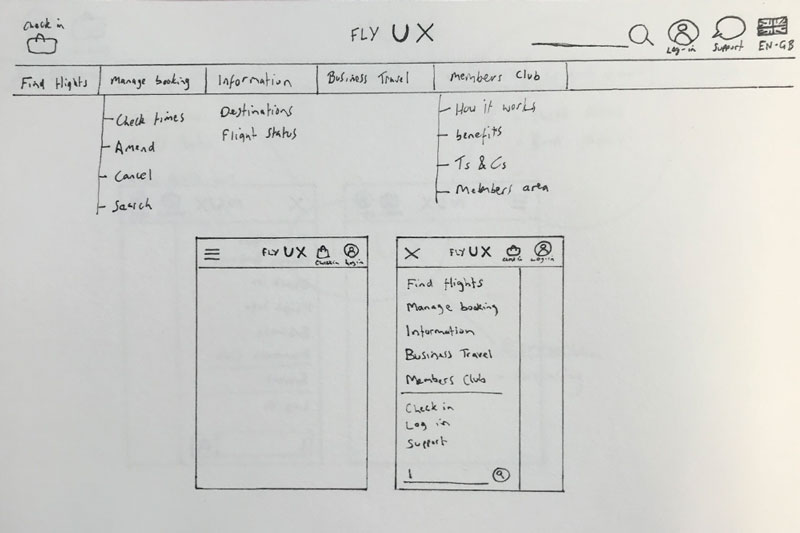 Check in
FLY UX
Log-in
Support
EN-GB
Find flights
Manage booking
Information
Business Travel
Members Club
Check times
Amend
Cancel
Search
Destinations
Flight status
How it works
benefits
Ts & Cs
Members area
FLY UX
Check in
Log-in
FLY UX
Check in
Log-in
Find flights
Manage booking
Information
Business Travel
Members Club
Check in
Log in
Support